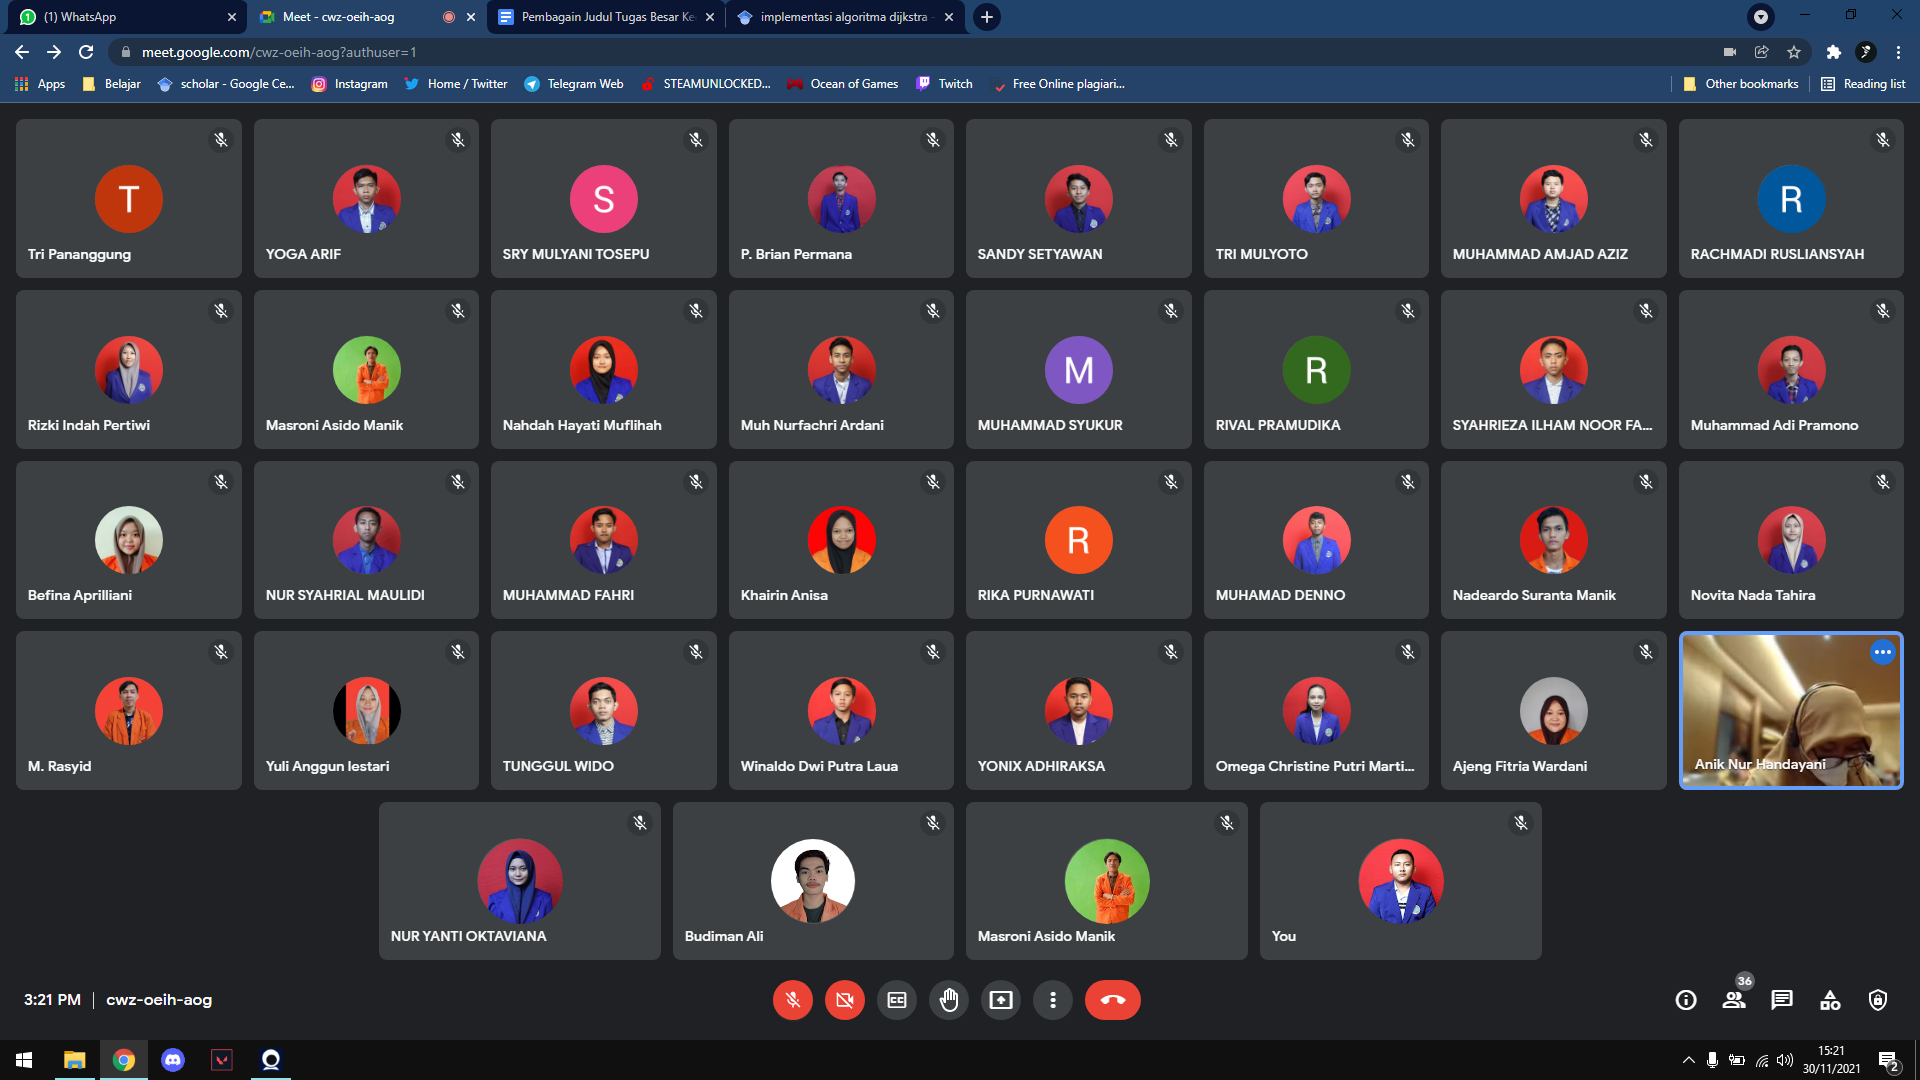 (1) WhatsApp
Meet - cwz-oeih-aog
Pembagain Judul Tugas Besar Ke
implementasi algoritma dijkstra -
meet.google.com/cwz-oeih-aog?authuser=1
Apps
Belajar
scholar - Google Ce...
Instagram
Home / Twitter
Telegram Web
STEAMUNLOCKED...
Ocean of Games
Twitch
Free Online plagiari...
Other bookmarks
Reading list
T
S
R
Tri Pananggung
YOGA ARIF
SRY MULYANI TOSEPU
P. Brian Permana
SANDY SETYAWAN
TRI MULYOTO
MUHAMMAD AMJAD AZIZ
RACHMADI RUSLIANSYAH
M
R
Rizki Indah Pertiwi
Masroni Asido Manik
Nahdah Hayati Muflihah
Muh Nurfachri Ardani
MUHAMMAD SYUKUR
RIVAL PRAMUDIKA
SYAHRIEZA ILHAM NOOR FA...
Muhammad Adi Pramono
R
Befina Aprilliani
NUR SYAHRIAL MAULIDI
MUHAMMAD FAHRI
Khairin Anisa
RIKA PURNAWATI
MUHAMAD DENNO
Nadeardo Suranta Manik
Novita Nada Tahira
M. Rasyid
Yuli Anggun lestari
TUNGGUL WIDO
Winaldo Dwi Putra Laua
YONIX ADHIRAKSA
Omega Christine Putri Marti...
Ajeng Fitria Wardani
Anik Nur Handayani
NUR YANTI OKTAVIANA
Budiman Ali
Masroni Asido Manik
You
3:21 PM | cwz-oeih-aog
CC
36
15:21
30/11/2021
2